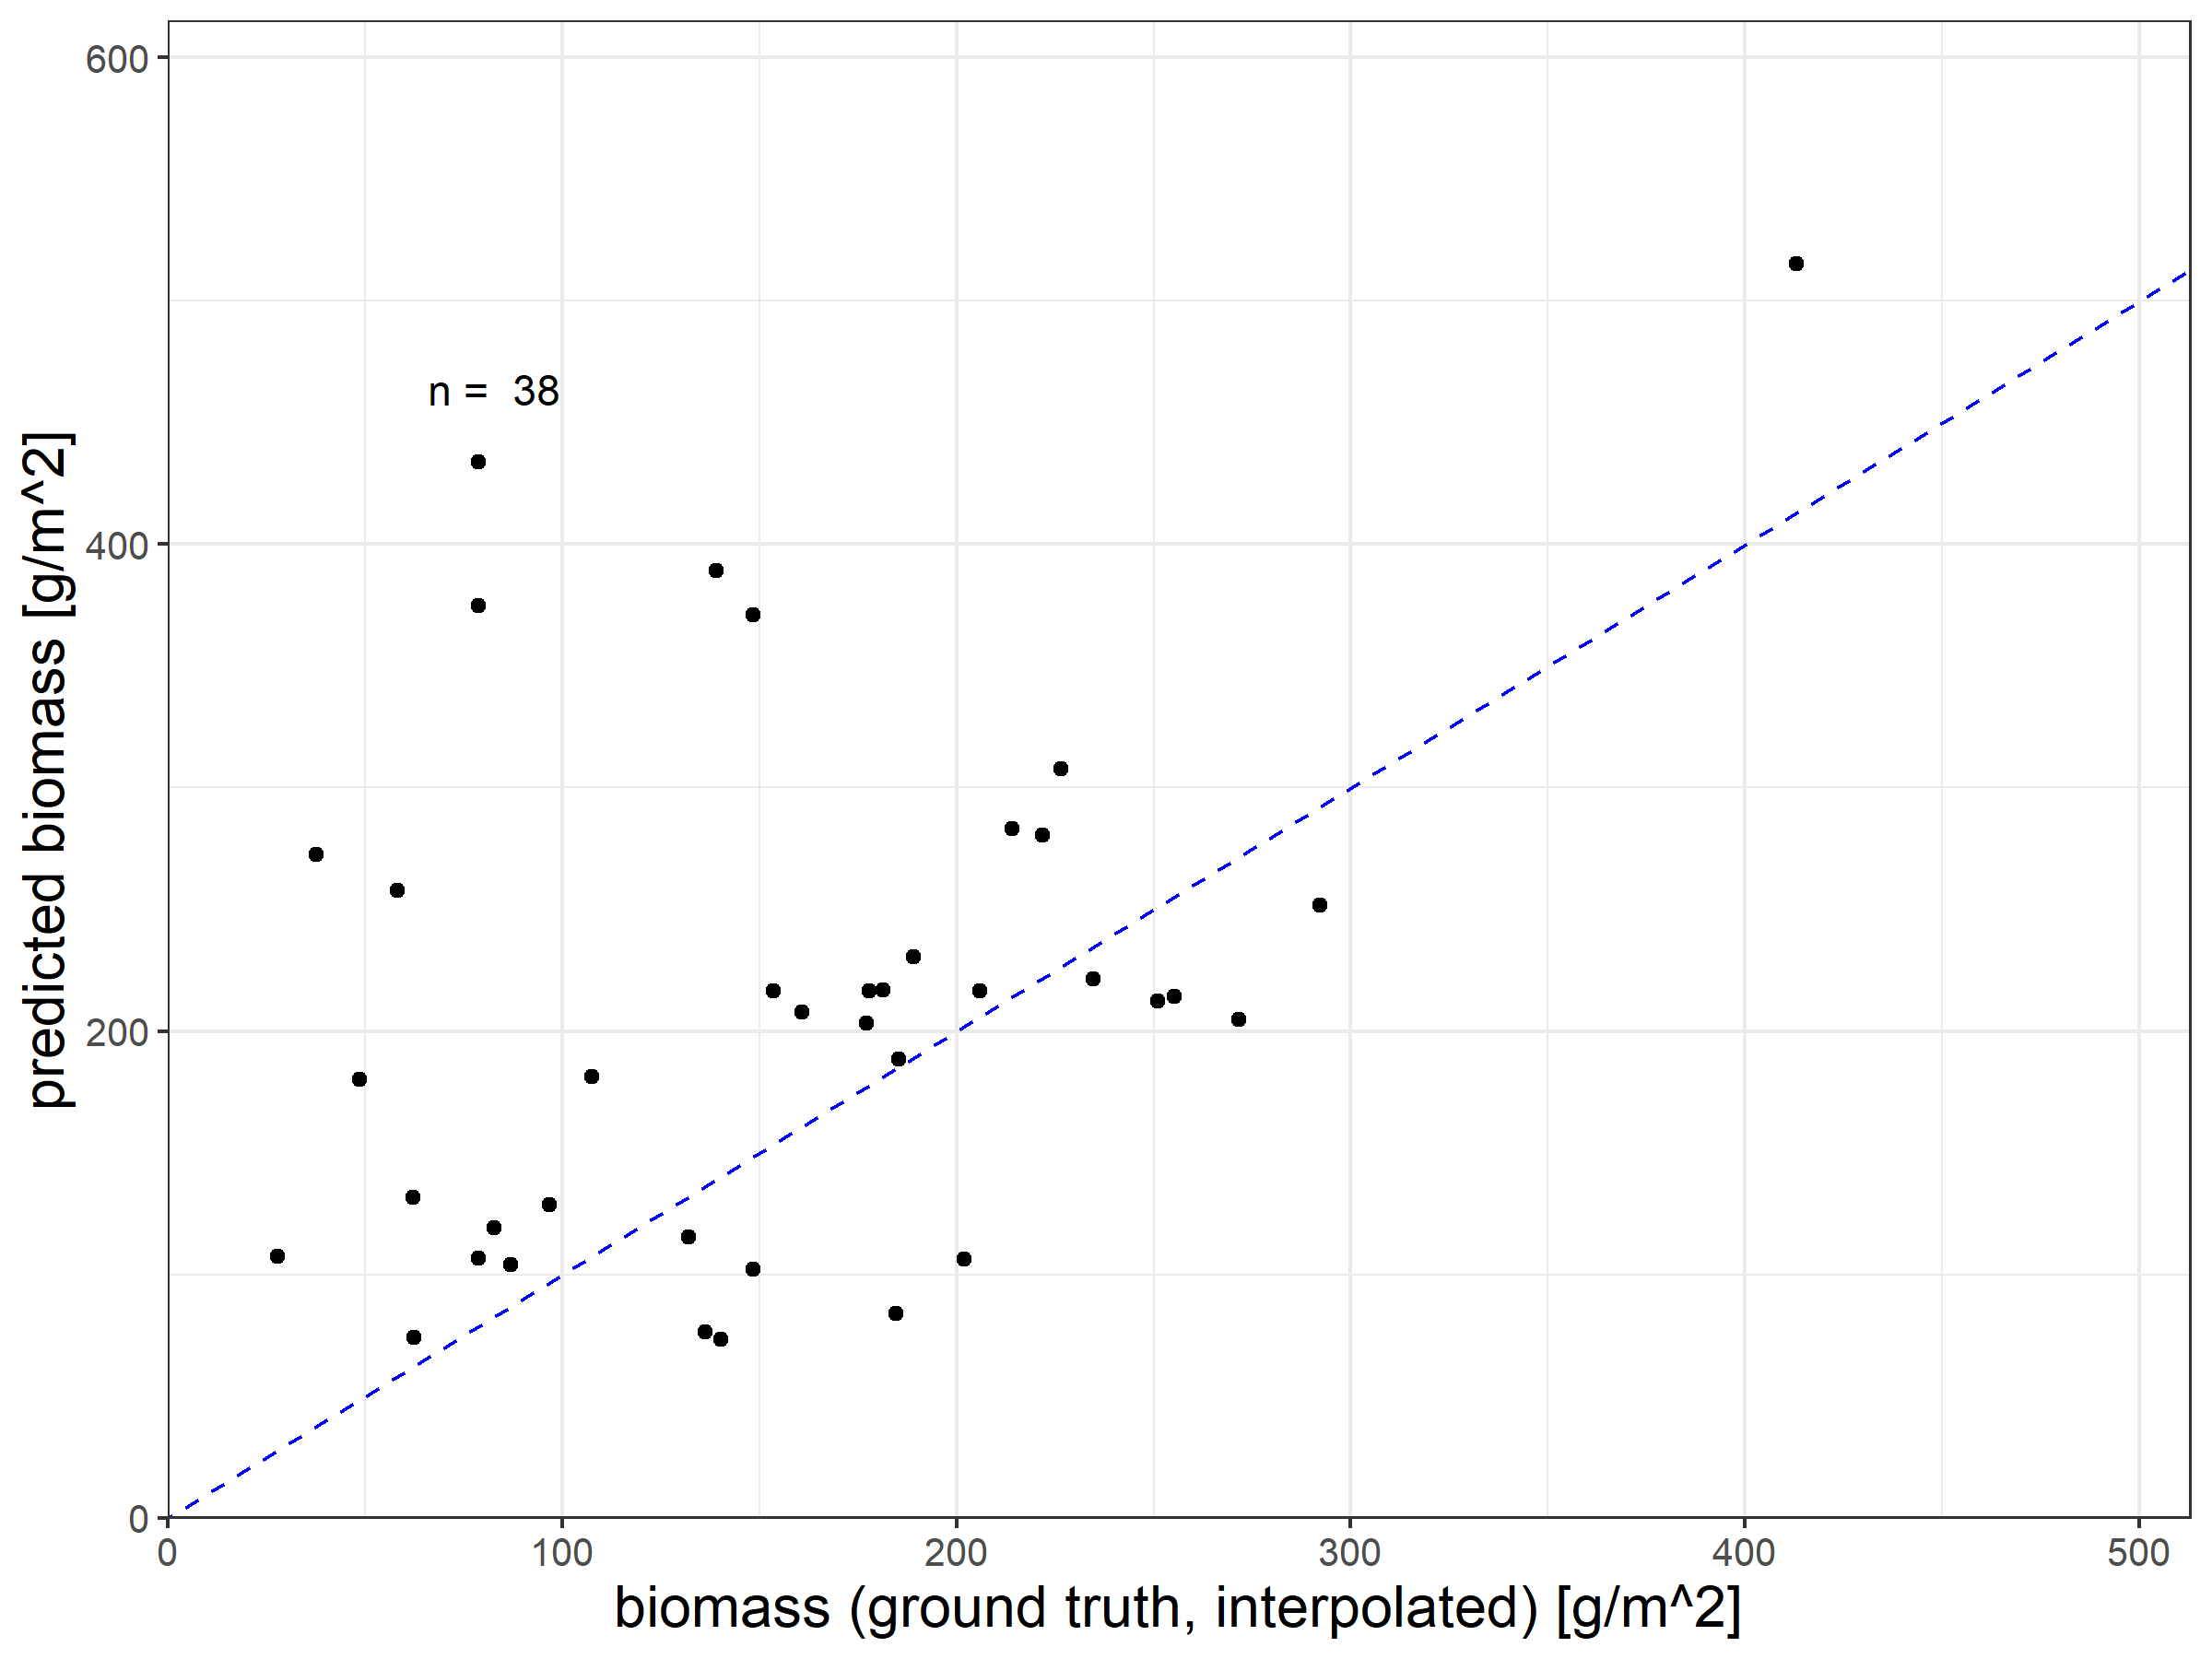 600
n =  38
400
200
0
0 100 200 300 400 500
biomass (ground truth, interpolated) [g/m^2]
predicted biomass [g/m^2]